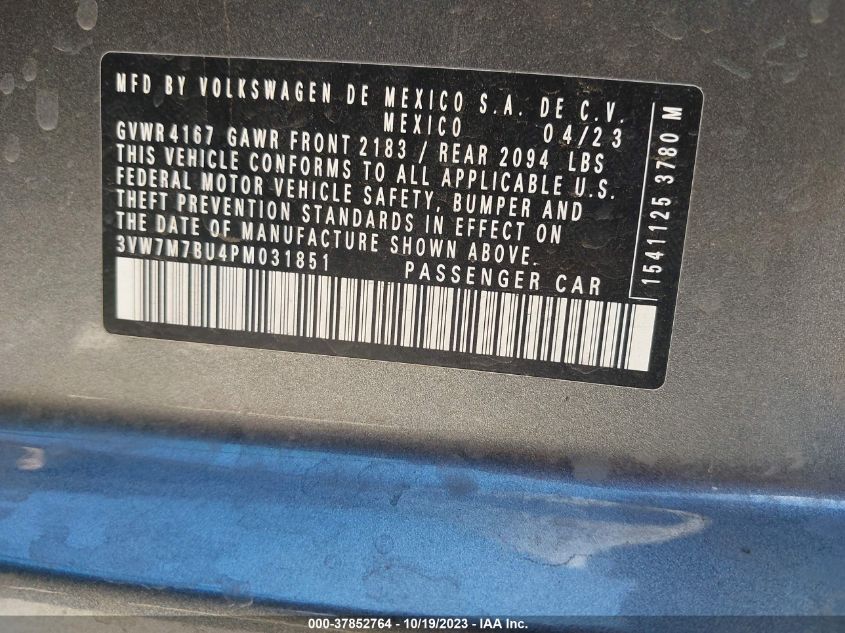 MFD BY VOLKSWAGEN DE MEXICO S.A. DE C.V.
MEXICO 04/23
GVWR 4167 GAWR FRONT 2183 / REAR 2094 LBS
THIS VEHICLE CONFORMS TO ALL APPLICABLE U.S.
FEDERAL MOTOR VEHICLE SAFETY, BUMPER AND
THEFT PREVENTION STANDARDS IN EFFECT ON
THE DATE OF MANUFACTURE SHOWN ABOVE.
3VW7M7BU4PM031851 PASSENGER CAR
1541125 3780 M
000-37852764 - 10/19/2023 - IAA Inc.